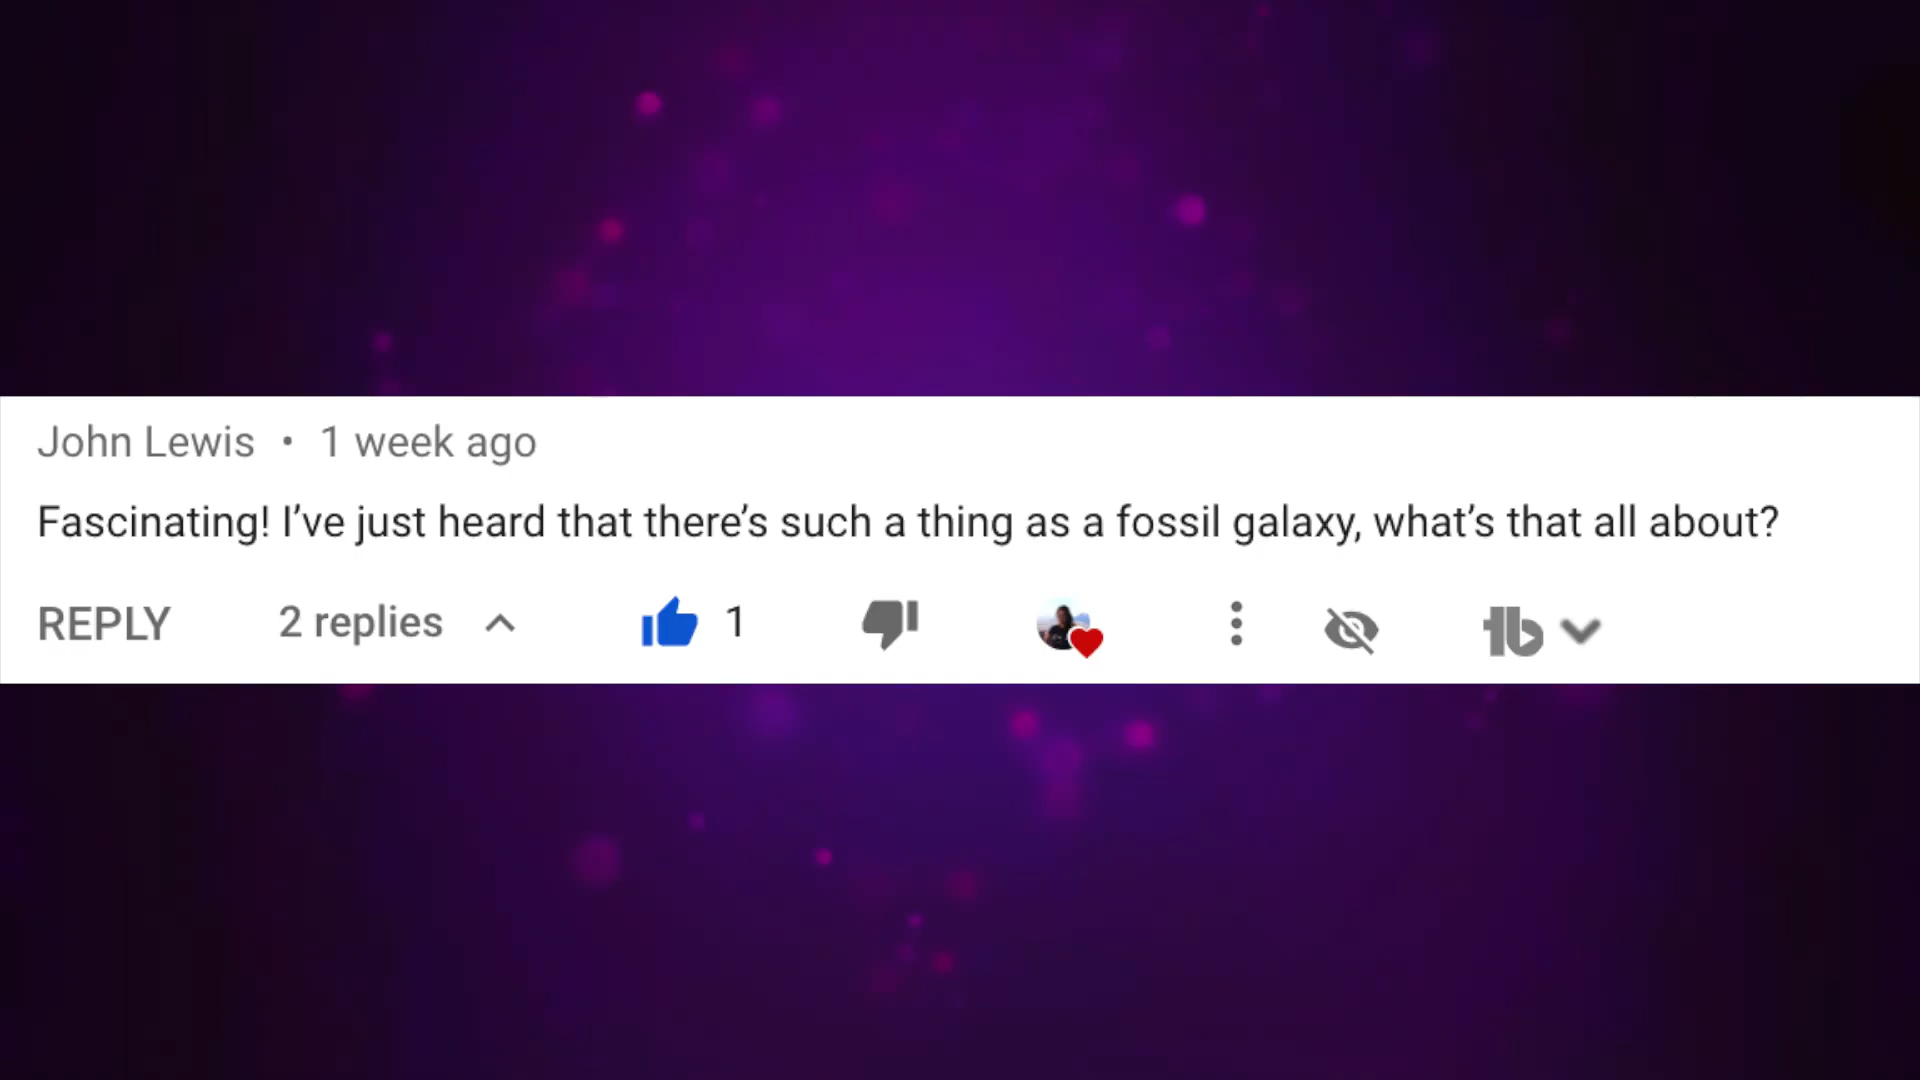 John Lewis • 1 week ago
Fascinating! I’ve just heard that there’s such a thing as a fossil galaxy, what’s that all about?
REPLY 2 replies 1 tb